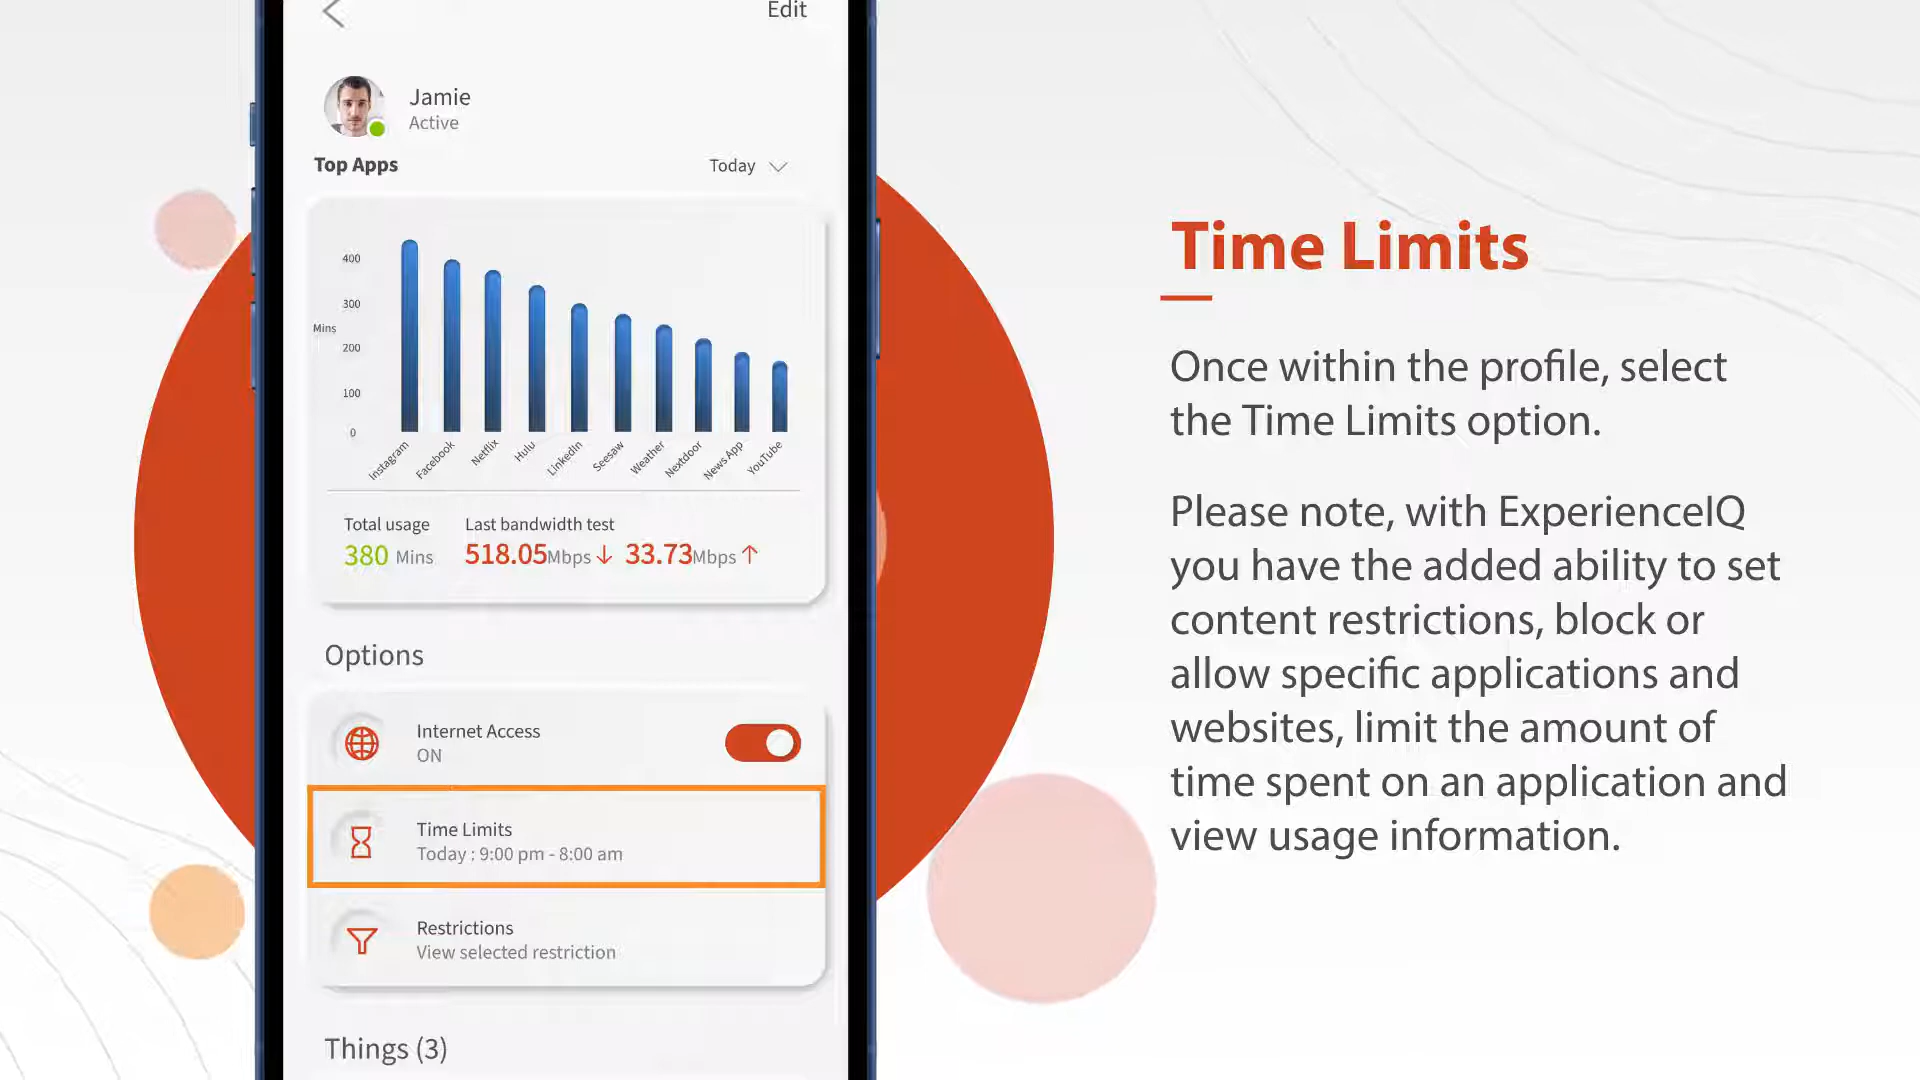 Edit
Jamie
Active
Top Apps
Today
400
300
Mins
200
100
0
Instagram
Facebook
Netflix
Hulu
LinkedIn
Seesaw
Weather
Nextdoor
News App
YouTube
Total usage
Last bandwidth test
380 Mins
518.05Mbps ↓ 33.73Mbps ↑
Options
Internet Access
ON
Time Limits
Today : 9:00 pm - 8:00 am
Restrictions
View selected restriction
Things (3)
Time Limits
Once within the profile, select
the Time Limits option.
Please note, with ExperienceIQ
you have the added ability to set
content restrictions, block or
allow specific applications and
websites, limit the amount of
time spent on an application and
view usage information.